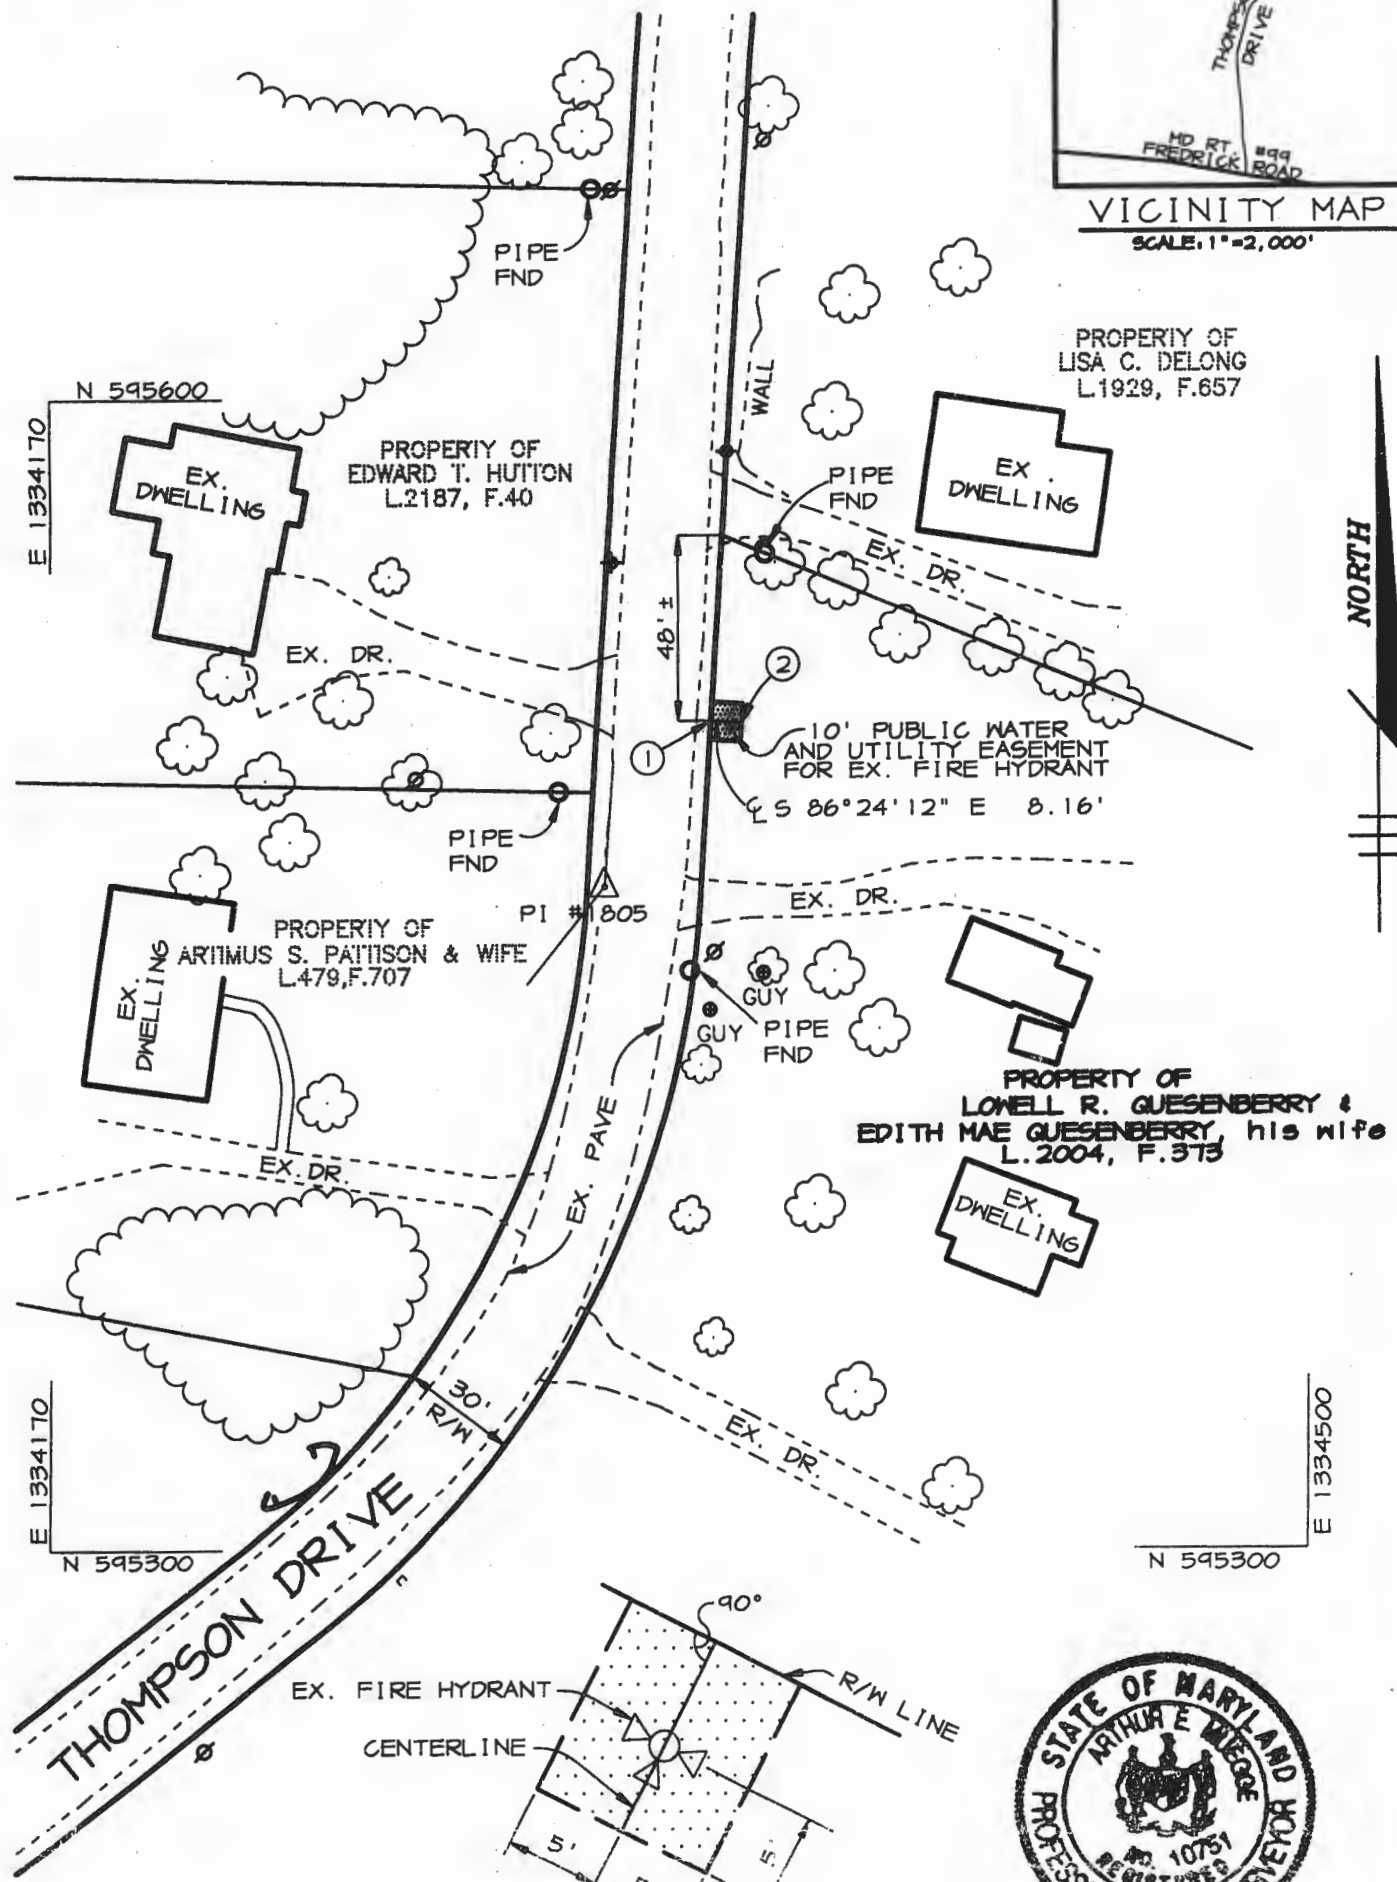 THOMPS
DRIVE
MD RT. #99
FREDRICK ROAD
VICINITY MAP
SCALE: 1"=2,000'
PIPE
FND
PROPERTY OF
LISA C. DELONG
L.1929, F.657
N 595600
E 1334170
WALL
EX.
DWELLING
PROPERTY OF
EDWARD T. HUTTON
L.2187, F.40
PIPE
FND
EX.
DWELLING
NORTH
EX. DR.
48' ±
EX. DR.
2
1
10' PUBLIC WATER
AND UTILITY EASEMENT
FOR EX. FIRE HYDRANT
℄ S 86°24'12" E 8.16'
PIPE
FND
EX. DR.
PI #1805
PROPERTY OF
ARTIMUS S. PATTISON & WIFE
L.479,F.707
EX.
DWELLING
GUY
GUY
PIPE
FND
PROPERTY OF
LOWELL R. QUESENBERRY &
EDITH MAE QUESENBERRY, his wife
L.2004, F.373
EX. PAVE
EX. DR.
EX.
DWELLING
30'
R/W
EX. DR.
E 1334170
N 595300
E 1334500
N 595300
THOMPSON DRIVE
90°
R/W LINE
EX. FIRE HYDRANT
CENTERLINE
5'
5'
STATE OF MARYLAND
ARTHUR E. MUEGGE
NO. 10751
REGISTERED